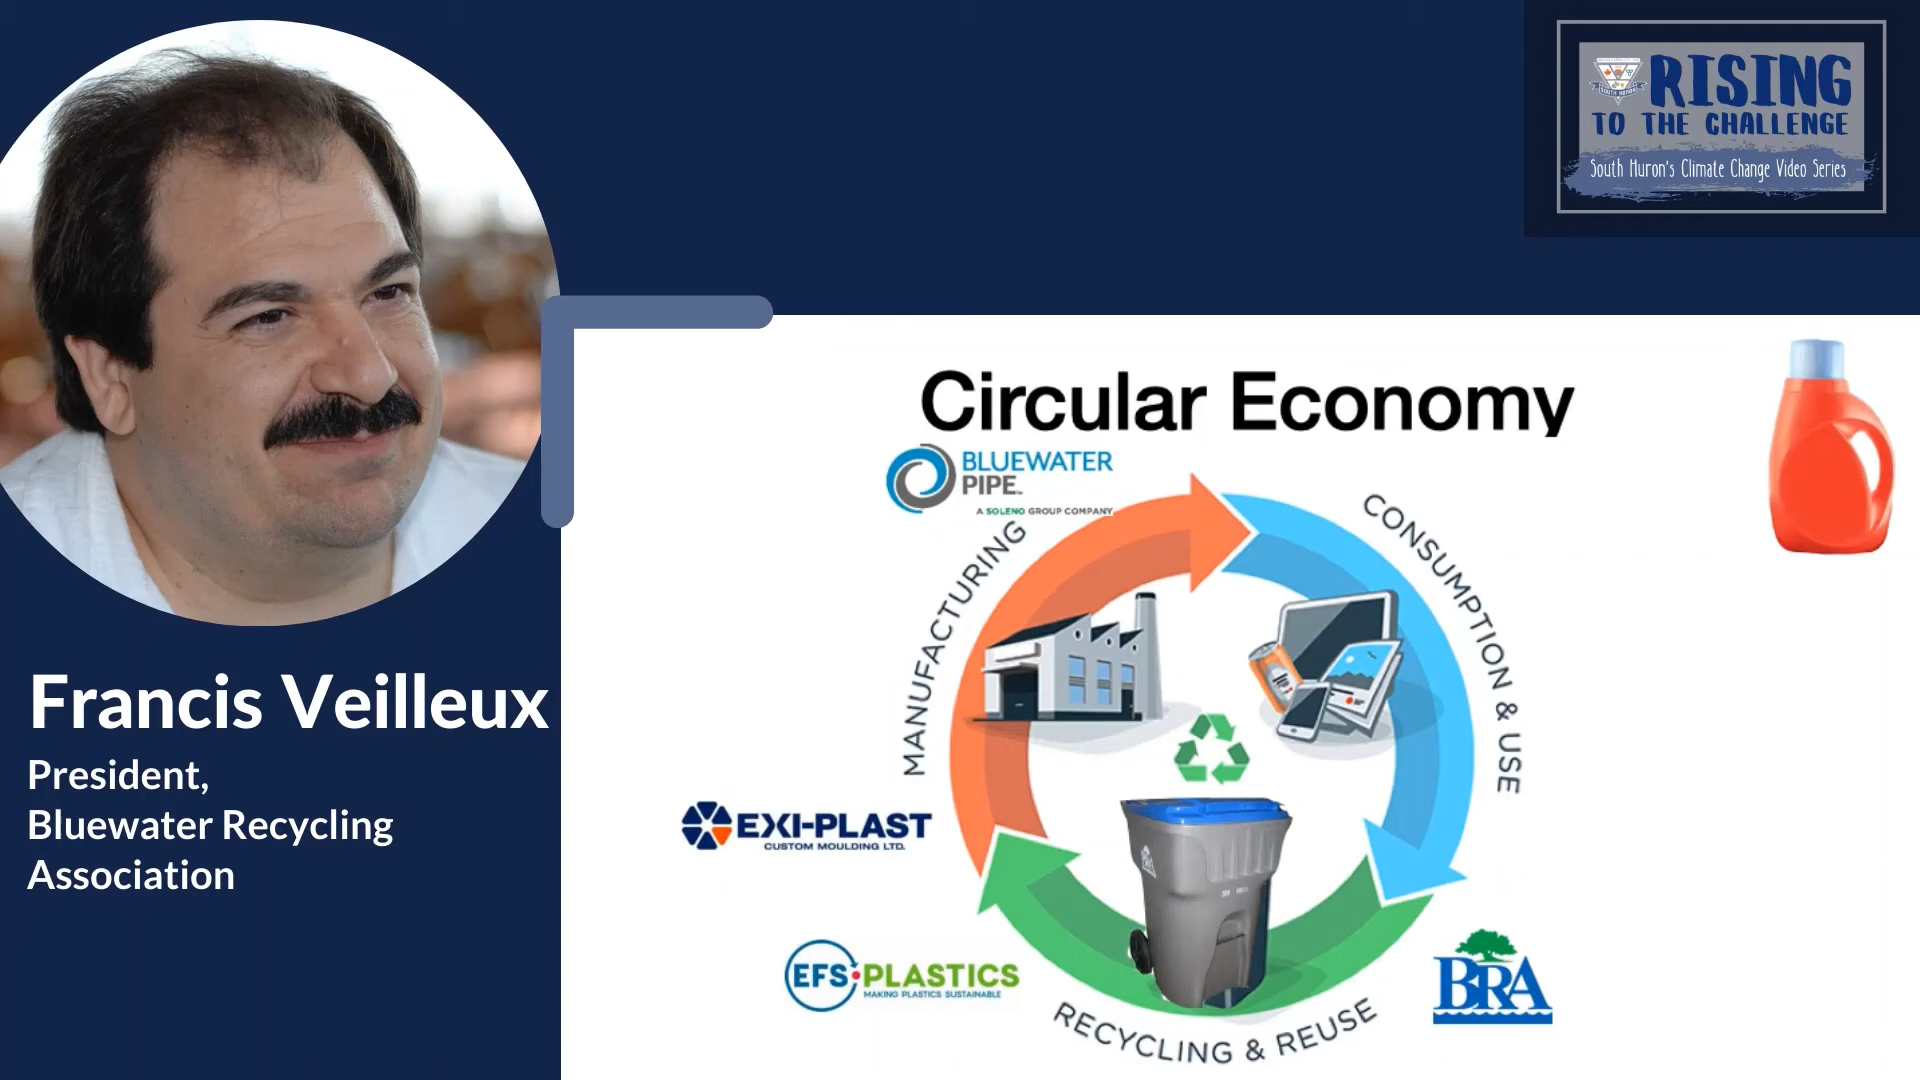 RISING
TO THE CHALLENGE
South Huron's Climate Change Video Series
Francis Veilleux
President,
Bluewater Recycling
Association
Circular Economy
BLUEWATER
PIPE
A SOLENO GROUP COMPANY
MANUFACTURING
CONSUMPTION & USE
EXI-PLAST
CUSTOM MOULDING LTD.
EFS PLASTICS
MAKING PLASTICS SUSTAINABLE
RECYCLING & REUSE
BRA